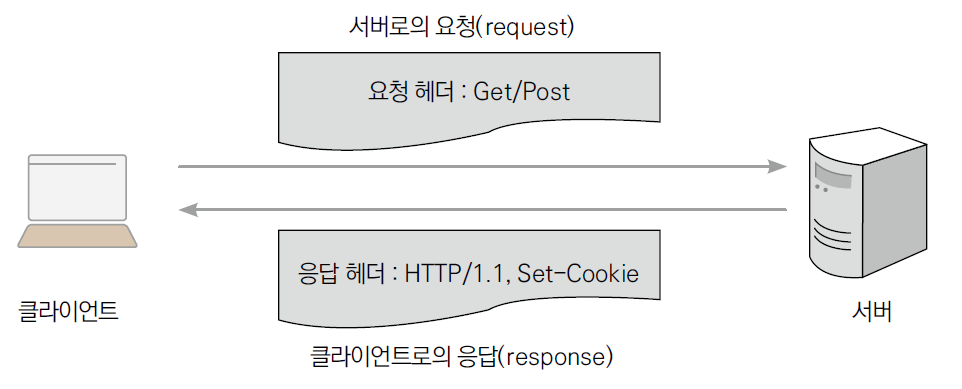 서버로의 요청(request)
요청 헤더 : Get/Post
응답 헤더 : HTTP/1.1, Set-Cookie
클라이언트
서버
클라이언트로의 응답(response)